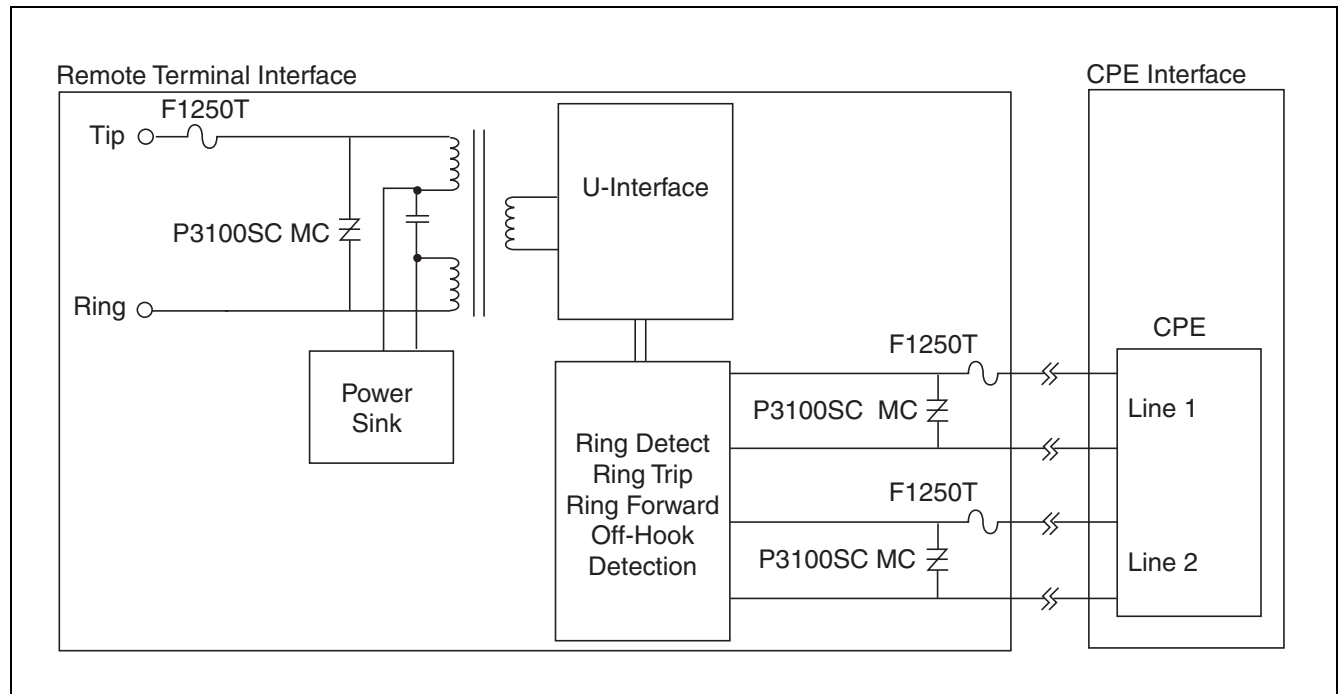 Remote Terminal Interface
CPE Interface
F1250T
Tip
U-Interface
P3100SC MC
Ring
Power
Sink
F1250T
CPE
P3100SC MC
Line 1
Ring Detect
Ring Trip
Ring Forward
Off-Hook
Detection
F1250T
P3100SC MC
Line 2